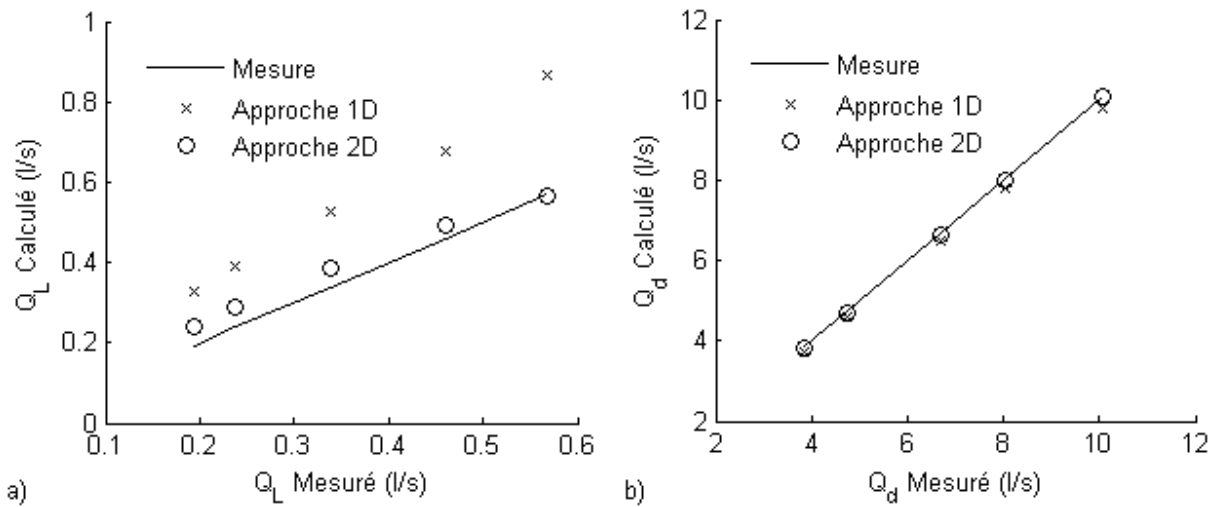 1
0.8
0.6
0.4
0.2
0
Q_L Calculé (l/s)
Mesure
Approche 1D
Approche 2D
0.1 0.2 0.3 0.4 0.5 0.6
Q_L Mesuré (l/s)
a)
12
10
8
6
4
2
Q_d Calculé (l/s)
Mesure
Approche 1D
Approche 2D
2 4 6 8 10 12
Q_d Mesuré (l/s)
b)